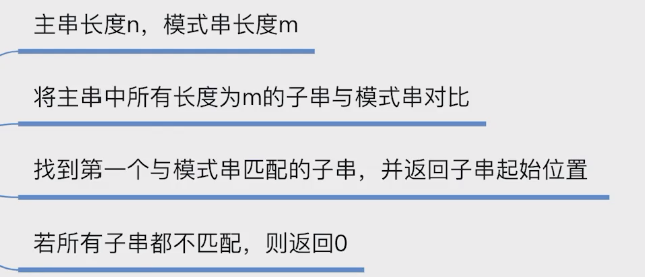 主串长度n，模式串长度m
将主串中所有长度为m的子串与模式串对比
找到第一个与模式串匹配的子串，并返回子串起始位置
若所有子串都不匹配，则返回0